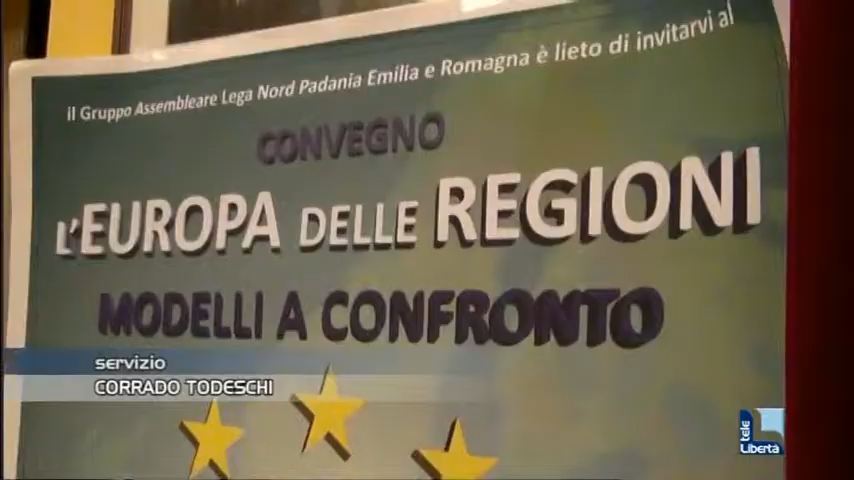 il Gruppo Assembleare Lega Nord Padania Emilia e Romagna è lieto di invitarvi al
CONVEGNO
L'EUROPA DELLE REGIONI
MODELLI A CONFRONTO
servizio
CORRADO TODESCHI
tele
Libertà